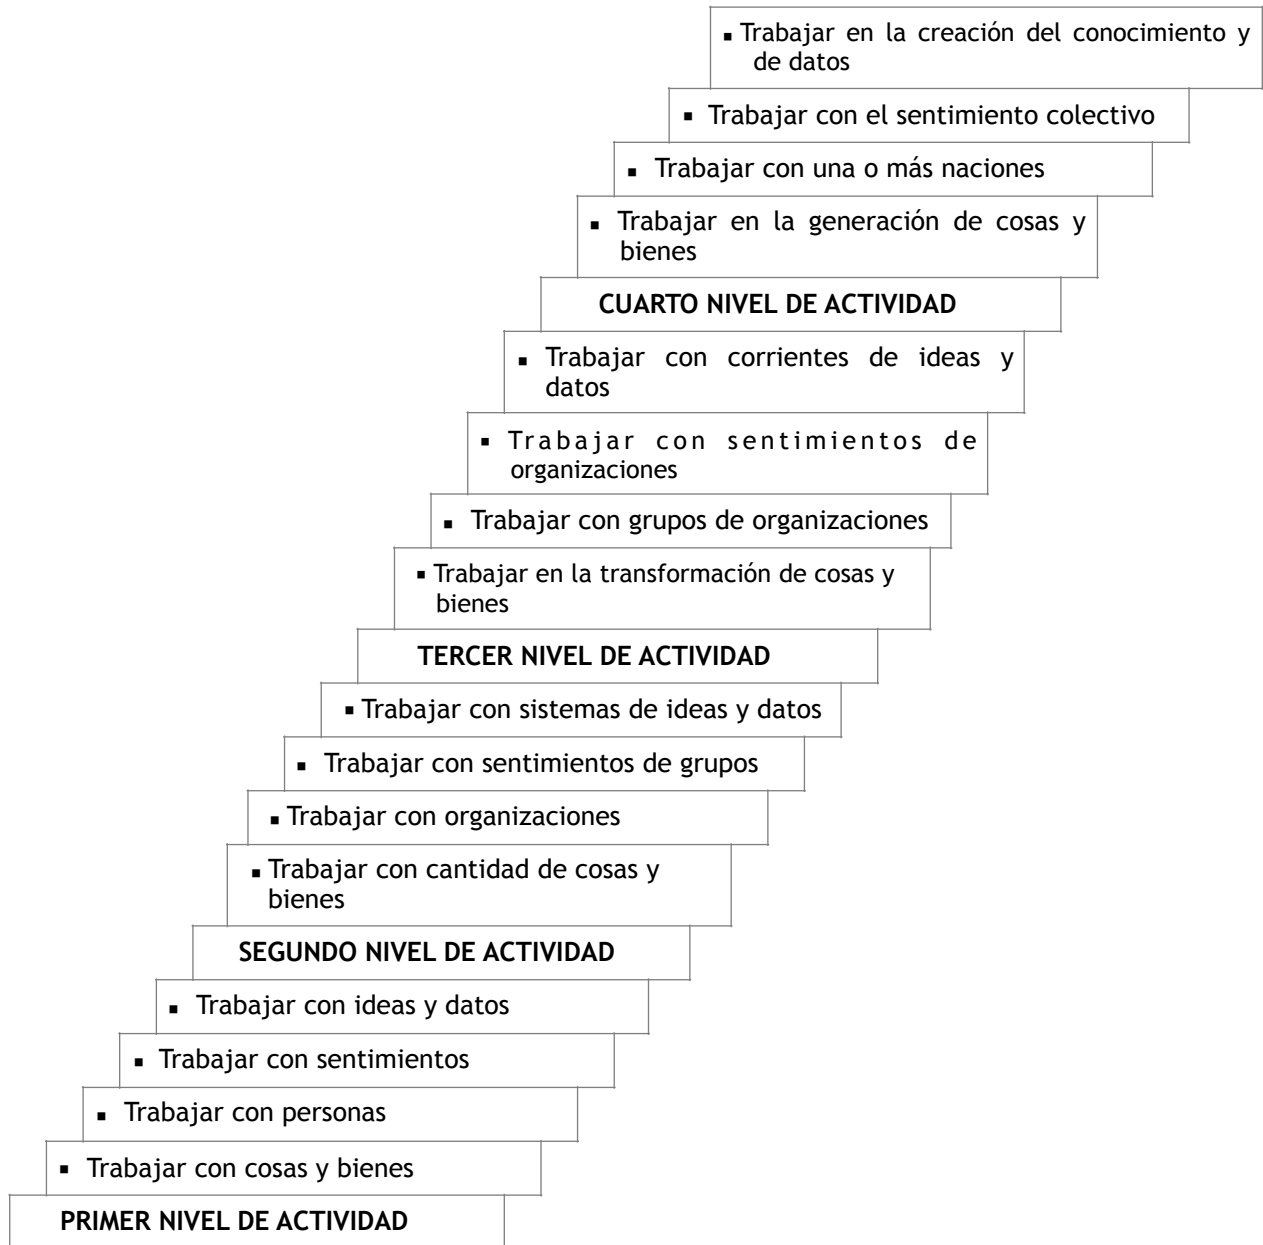 ▪ Trabajar en la creación del conocimiento y
de datos
▪ Trabajar con el sentimiento colectivo
▪ Trabajar con una o más naciones
▪ Trabajar en la generación de cosas y
bienes
CUARTO NIVEL DE ACTIVIDAD
▪ Trabajar con corrientes de ideas y
datos
▪ Trabajar con sentimientos de
organizaciones
▪ Trabajar con grupos de organizaciones
▪ Trabajar en la transformación de cosas y
bienes
TERCER NIVEL DE ACTIVIDAD
▪ Trabajar con sistemas de ideas y datos
▪ Trabajar con sentimientos de grupos
▪ Trabajar con organizaciones
▪ Trabajar con cantidad de cosas y
bienes
SEGUNDO NIVEL DE ACTIVIDAD
▪ Trabajar con ideas y datos
▪ Trabajar con sentimientos
▪ Trabajar con personas
▪ Trabajar con cosas y bienes
PRIMER NIVEL DE ACTIVIDAD